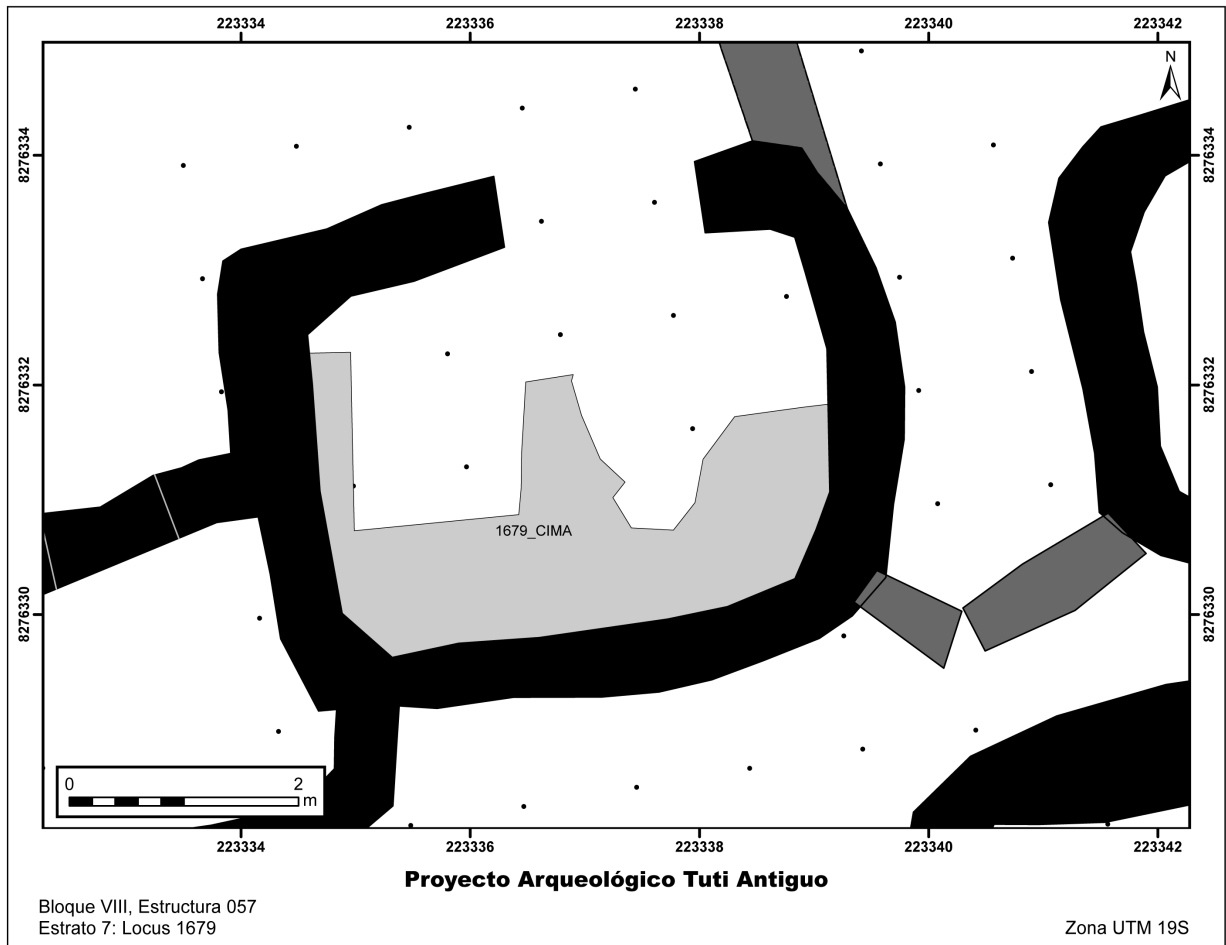 223334 223336 223338 223340 223342
N
8276334 8276334
8276332 8276332
1679_CIMA
8276330 8276330
0 2
m
223334 223336 223338 223340 223342
Proyecto Arqueológico Tuti Antiguo
Bloque VIII, Estructura 057
Estrato 7: Locus 1679 Zona UTM 19S